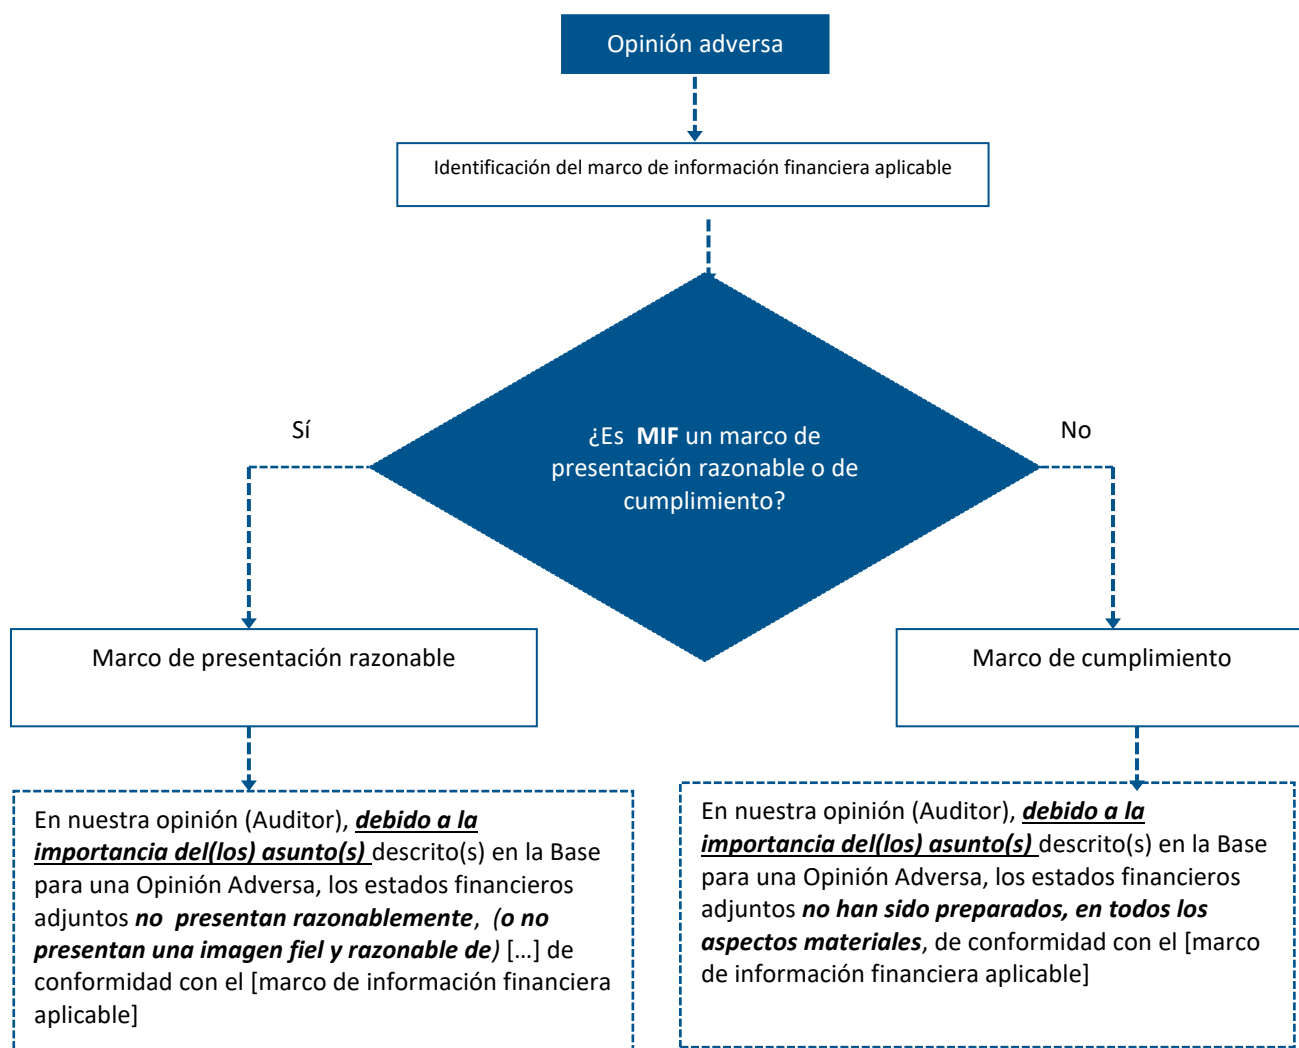 Opinión adversa
Identificación del marco de información financiera aplicable
Sí
¿Es MIF un marco de
presentación razonable o de
cumplimiento?
No
Marco de presentación razonable
Marco de cumplimiento
En nuestra opinión (Auditor), debido a la
importancia del(los) asunto(s) descrito(s) en la Base
para una Opinión Adversa, los estados financieros
adjuntos no presentan razonablemente, (o no
presentan una imagen fiel y razonable de) [...] de
conformidad con el [marco de información financiera
aplicable]
En nuestra opinión (Auditor), debido a la
importancia del(los) asunto(s) descrito(s) en la Base
para una Opinión Adversa, los estados financieros
adjuntos no han sido preparados, en todos los
aspectos materiales, de conformidad con el [marco
de información financiera aplicable]